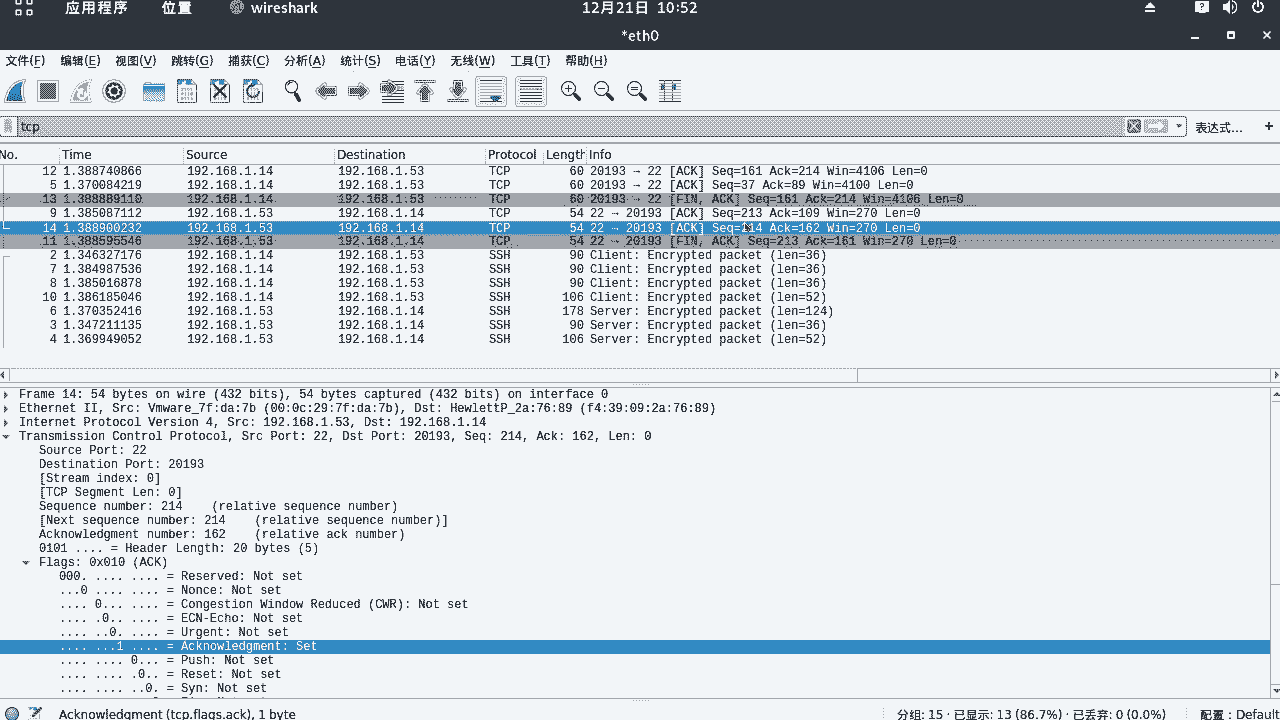 应用程序 位置 wireshark 12月21日 10:52
*eth0
文件(F) 编辑(E) 视图(V) 跳转(G) 捕获(C) 分析(A) 统计(S) 电话(Y) 无线(W) 工具(T) 帮助(H)
tcp 表达式… +
No. Time Source Destination Protocol Length Info
12 1.388740866 192.168.1.14 192.168.1.53 TCP 60 20193 → 22 [ACK] Seq=161 Ack=214 Win=4106 Len=0
5 1.370084219 192.168.1.14 192.168.1.53 TCP 60 20193 → 22 [ACK] Seq=37 Ack=89 Win=4100 Len=0
13 1.388889110 192.168.1.14 192.168.1.53 TCP 60 20193 → 22 [FIN, ACK] Seq=161 Ack=214 Win=4106 Len=0
9 1.385087112 192.168.1.53 192.168.1.14 TCP 54 22 → 20193 [ACK] Seq=213 Ack=109 Win=270 Len=0
14 1.388900232 192.168.1.53 192.168.1.14 TCP 54 22 → 20193 [ACK] Seq=214 Ack=162 Win=270 Len=0
11 1.388595546 192.168.1.53 192.168.1.14 TCP 54 22 → 20193 [FIN, ACK] Seq=213 Ack=161 Win=270 Len=0
2 1.346327176 192.168.1.14 192.168.1.53 SSH 90 Client: Encrypted packet (len=36)
7 1.384987536 192.168.1.14 192.168.1.53 SSH 90 Client: Encrypted packet (len=36)
8 1.385016878 192.168.1.14 192.168.1.53 SSH 90 Client: Encrypted packet (len=36)
10 1.386185046 192.168.1.14 192.168.1.53 SSH 106 Client: Encrypted packet (len=52)
6 1.370352416 192.168.1.53 192.168.1.14 SSH 178 Server: Encrypted packet (len=124)
3 1.347211135 192.168.1.53 192.168.1.14 SSH 90 Server: Encrypted packet (len=36)
4 1.369949052 192.168.1.53 192.168.1.14 SSH 106 Server: Encrypted packet (len=52)
Frame 14: 54 bytes on wire (432 bits), 54 bytes captured (432 bits) on interface 0
Ethernet II, Src: Vmware_7f:da:7b (00:0c:29:7f:da:7b), Dst: HewlettP_2a:76:89 (f4:39:09:2a:76:89)
Internet Protocol Version 4, Src: 192.168.1.53, Dst: 192.168.1.14
Transmission Control Protocol, Src Port: 22, Dst Port: 20193, Seq: 214, Ack: 162, Len: 0
Source Port: 22
Destination Port: 20193
[Stream index: 0]
[TCP Segment Len: 0]
Sequence number: 214 (relative sequence number)
[Next sequence number: 214 (relative sequence number)]
Acknowledgment number: 162 (relative ack number)
0101 .... = Header Length: 20 bytes (5)
Flags: 0x010 (ACK)
000. .... .... = Reserved: Not set
...0 .... .... = Nonce: Not set
.... 0... .... = Congestion Window Reduced (CWR): Not set
.... .0.. .... = ECN-Echo: Not set
.... ..0. .... = Urgent: Not set
.... ...1 .... = Acknowledgment: Set
.... .... 0... = Push: Not set
.... .... .0.. = Reset: Not set
.... .... ..0. = Syn: Not set
Acknowledgment (tcp.flags.ack), 1 byte 分组: 15 · 已显示: 13 (86.7%) · 已丢弃: 0 (0.0%) 配置: Default